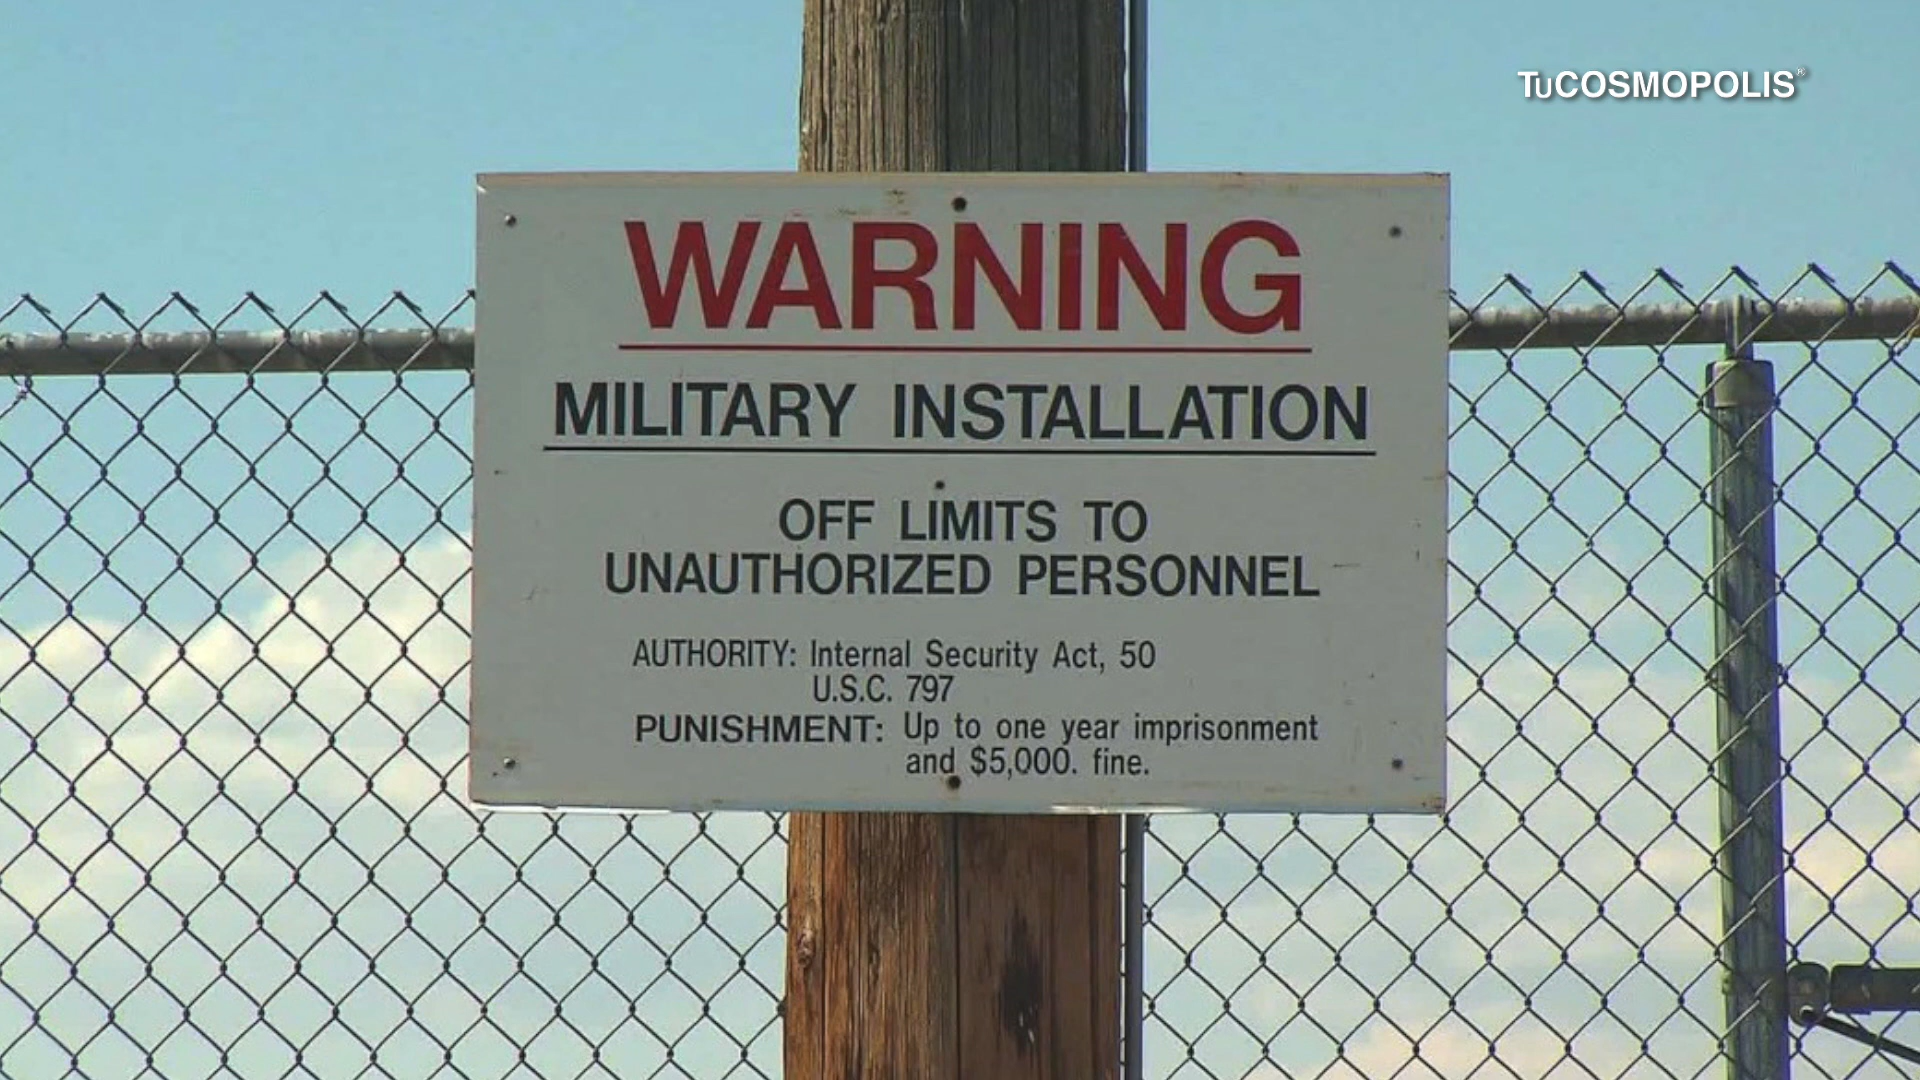 TuCOSMOPOLIS®
WARNING
MILITARY INSTALLATION
OFF LIMITS TO
UNAUTHORIZED PERSONNEL
AUTHORITY: Internal Security Act, 50
U.S.C. 797
PUNISHMENT: Up to one year imprisonment
and $5,000. fine.